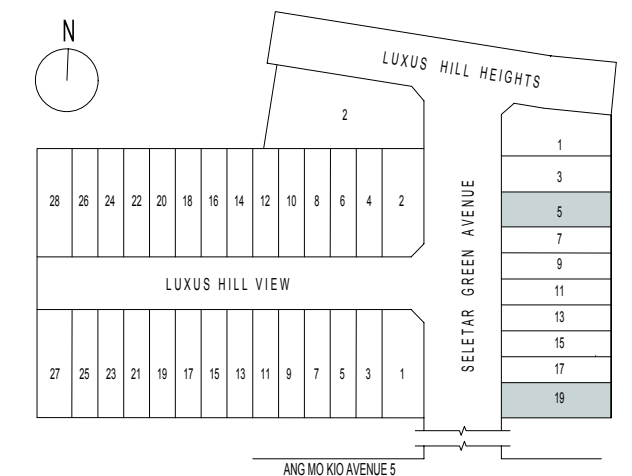 N
LUXUS HILL HEIGHTS
2
1
3
5
7
9
11
13
15
17
19
SELETAR GREEN AVENUE
28 26 24 22 20 18 16 14 12 10 8 6 4 2
LUXUS HILL VIEW
27 25 23 21 19 17 15 13 11 9 7 5 3 1
ANG MO KIO AVENUE 5